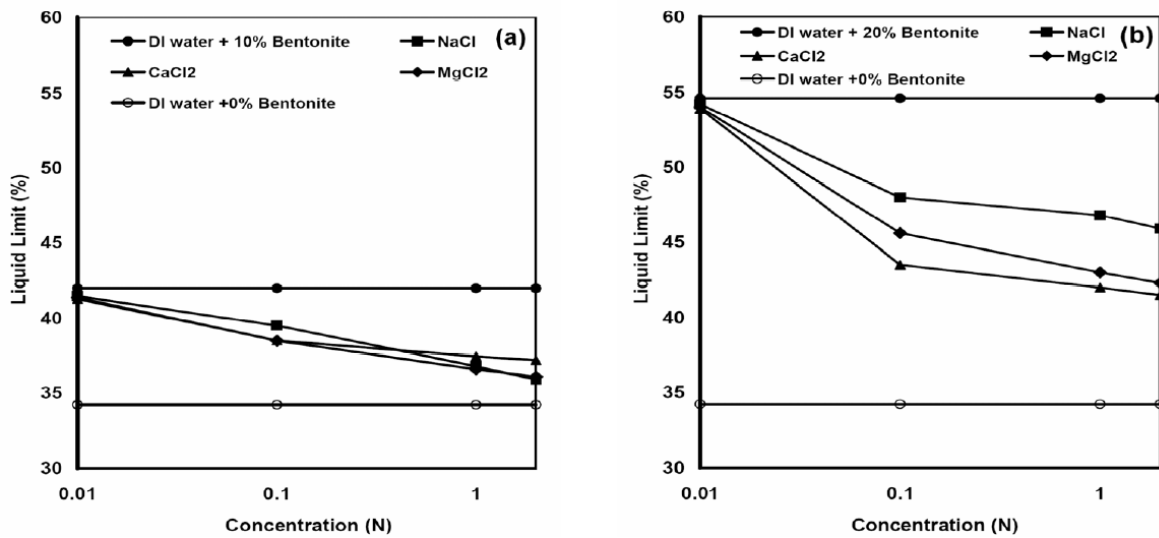 60
55
50
45
40
35
30
Liquid Limit (%)
DI water + 10% Bentonite
NaCl
(a)
CaCl2
MgCl2
DI water +0% Bentonite
0.01
0.1
1
Concentration (N)
60
55
50
45
40
35
30
Liquid Limit (%)
DI water + 20% Bentonite
NaCl
(b)
CaCl2
MgCl2
DI water +0% Bentonite
0.01
0.1
1
Concentration (N)